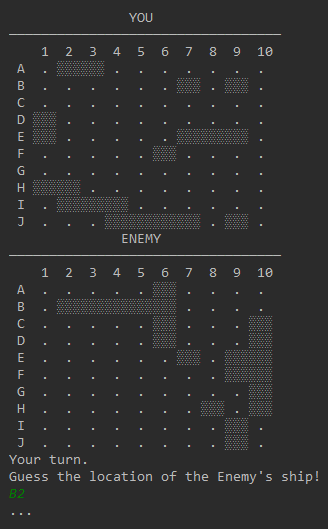 YOU
1 2 3 4 5 6 7 8 9 10
A . ░░░░░░ . . . . . . .
B . . . . . . ░░░ . ░░░ .
C . . . . . . . . . .
D ░░░ . . . . . . . . .
E ░░░ . . . . . ░░░░░░░░░ .
F . . . . . ░░░ . . . .
G . . . . . . . . . .
H ░░░░░░ . . . . . . . .
I . ░░░░░░░░░ . . . . . .
J . . . ░░░░░░░░░░░░ . ░░░ .
ENEMY
1 2 3 4 5 6 7 8 9 10
A . . . . . ░░░ . . . .
B . ░░░░░░░░░░░░░░░ . . . .
C . . . . . ░░░ . . . ░░░
D . . . . . ░░░ . . . ░░░
E . . . . . . ░░░ . ░░░░░░
F . . . . . . . . ░░░░░░
G . . . . . . . . . ░░░
H . . . . . . . ░░░ . ░░░
I . . . . . . . . ░░░ .
J . . . . . . . . ░░░ .
Your turn.
Guess the location of the Enemy's ship!
B2
...